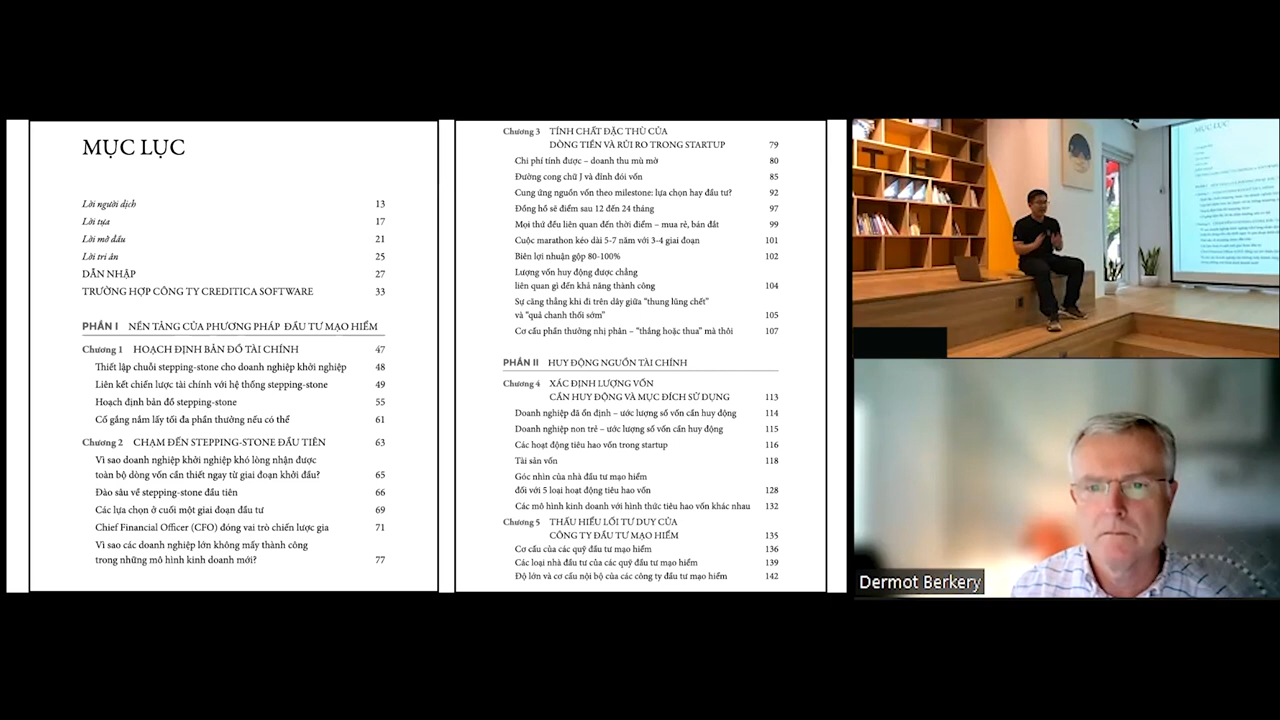 MỤC LỤC
Lời người dịch 13
Lời tựa 17
Lời mở đầu 21
Lời tri ân 25
DẪN NHẬP 27
TRƯỜNG HỢP CÔNG TY CREDITICA SOFTWARE 33
PHẦN I NỀN TẢNG CỦA PHƯƠNG PHÁP ĐẦU TƯ MẠO HIỂM
Chương 1 HOẠCH ĐỊNH BẢN ĐỒ TÀI CHÍNH 47
Thiết lập chuỗi stepping-stone cho doanh nghiệp khởi nghiệp 48
Liên kết chiến lược tài chính với hệ thống stepping-stone 49
Hoạch định bản đồ stepping-stone 55
Cố gắng nắm lấy tối đa phần thưởng nếu có thể 61
Chương 2 CHẠM ĐẾN STEPPING-STONE ĐẦU TIÊN 63
Vì sao doanh nghiệp khởi nghiệp khó lòng nhận được
toàn bộ dòng vốn cần thiết ngay từ giai đoạn khởi đầu? 65
Đào sâu về stepping-stone đầu tiên 66
Các lựa chọn ở cuối một giai đoạn đầu tư 69
Chief Financial Officer (CFO) đóng vai trò chiến lược gia 71
Vì sao các doanh nghiệp lớn không mấy thành công
trong những mô hình kinh doanh mới? 77
Chương 3 TÍNH CHẤT ĐẶC THÙ CỦA
DÒNG TIỀN VÀ RỦI RO TRONG STARTUP 79
Chi phí tính được – doanh thu mù mờ 80
Đường cong chữ J và đỉnh đói vốn 85
Cung ứng nguồn vốn theo milestone: lựa chọn hay đầu tư? 92
Đồng hồ sẽ điểm sau 12 đến 24 tháng 97
Mọi thứ đều liên quan đến thời điểm – mua rẻ, bán đắt 99
Cuộc marathon kéo dài 5-7 năm với 3-4 giai đoạn 101
Biên lợi nhuận gộp 80-100% 102
Lượng vốn huy động được chẳng
liên quan gì đến khả năng thành công 104
Sự căng thẳng khi đi trên dây giữa “thung lũng chết”
và “quả chanh thối sớm” 105
Cơ cấu phần thưởng nhị phân – “thắng hoặc thua” mà thôi 107
PHẦN II HUY ĐỘNG NGUỒN TÀI CHÍNH
Chương 4 XÁC ĐỊNH LƯỢNG VỐN
CẦN HUY ĐỘNG VÀ MỤC ĐÍCH SỬ DỤNG 113
Doanh nghiệp đã ổn định – ước lượng số vốn cần huy động 114
Doanh nghiệp non trẻ – ước lượng số vốn cần huy động 115
Các hoạt động tiêu hao vốn trong startup 116
Tài sản vốn 118
Góc nhìn của nhà đầu tư mạo hiểm
đối với 5 loại hoạt động tiêu hao vốn 128
Các mô hình kinh doanh với hình thức tiêu hao vốn khác nhau 132
Chương 5 THẤU HIỂU LỐI TƯ DUY CỦA
CÔNG TY ĐẦU TƯ MẠO HIỂM 135
Cơ cấu của các quỹ đầu tư mạo hiểm 136
Các loại nhà đầu tư của các quỹ đầu tư mạo hiểm 139
Độ lớn và cơ cấu nội bộ của các công ty đầu tư mạo hiểm 142
MỤC LỤC
Dermot Berkery